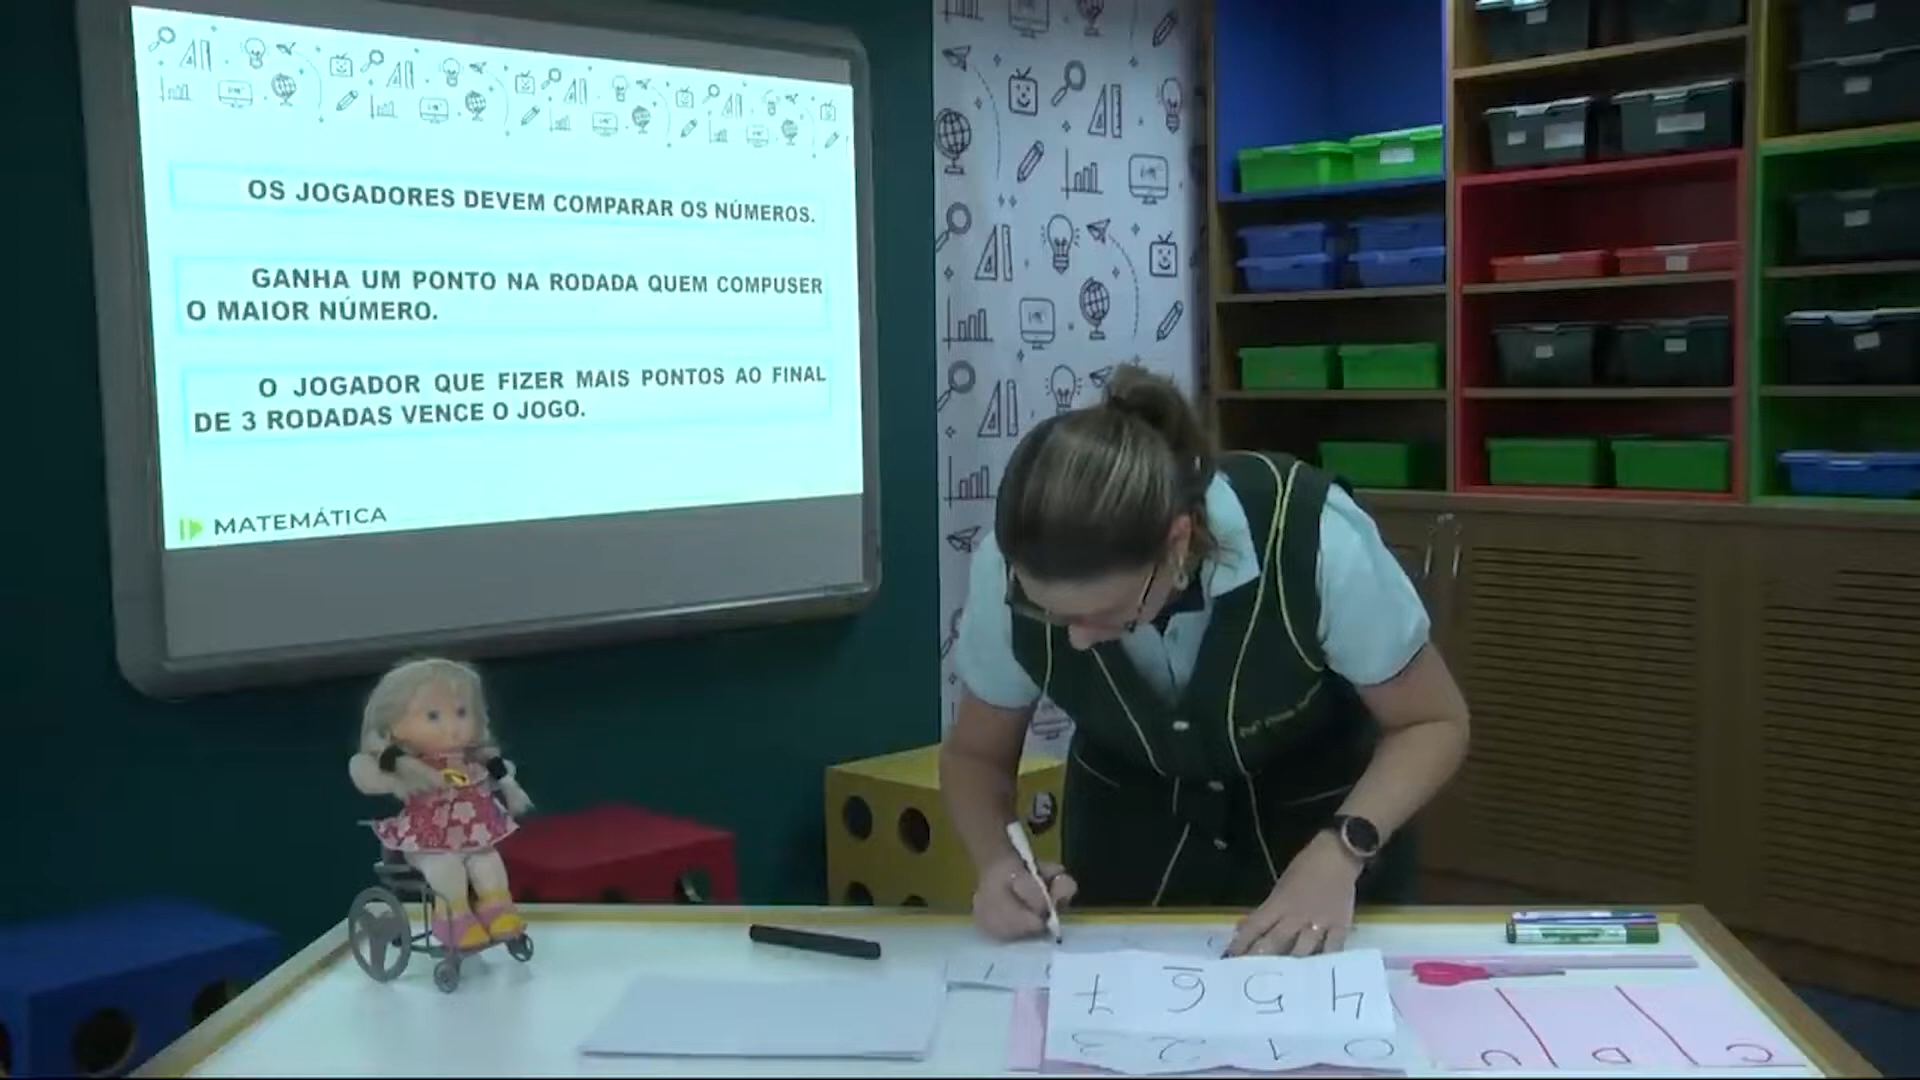 OS JOGADORES DEVEM COMPARAR OS NÚMEROS.
GANHA UM PONTO NA RODADA QUEM COMPUSER
O MAIOR NÚMERO.
O JOGADOR QUE FIZER MAIS PONTOS AO FINAL
DE 3 RODADAS VENCE O JOGO.
MATEMÁTICA
0 1 2 3
4 5 6 7
C D U